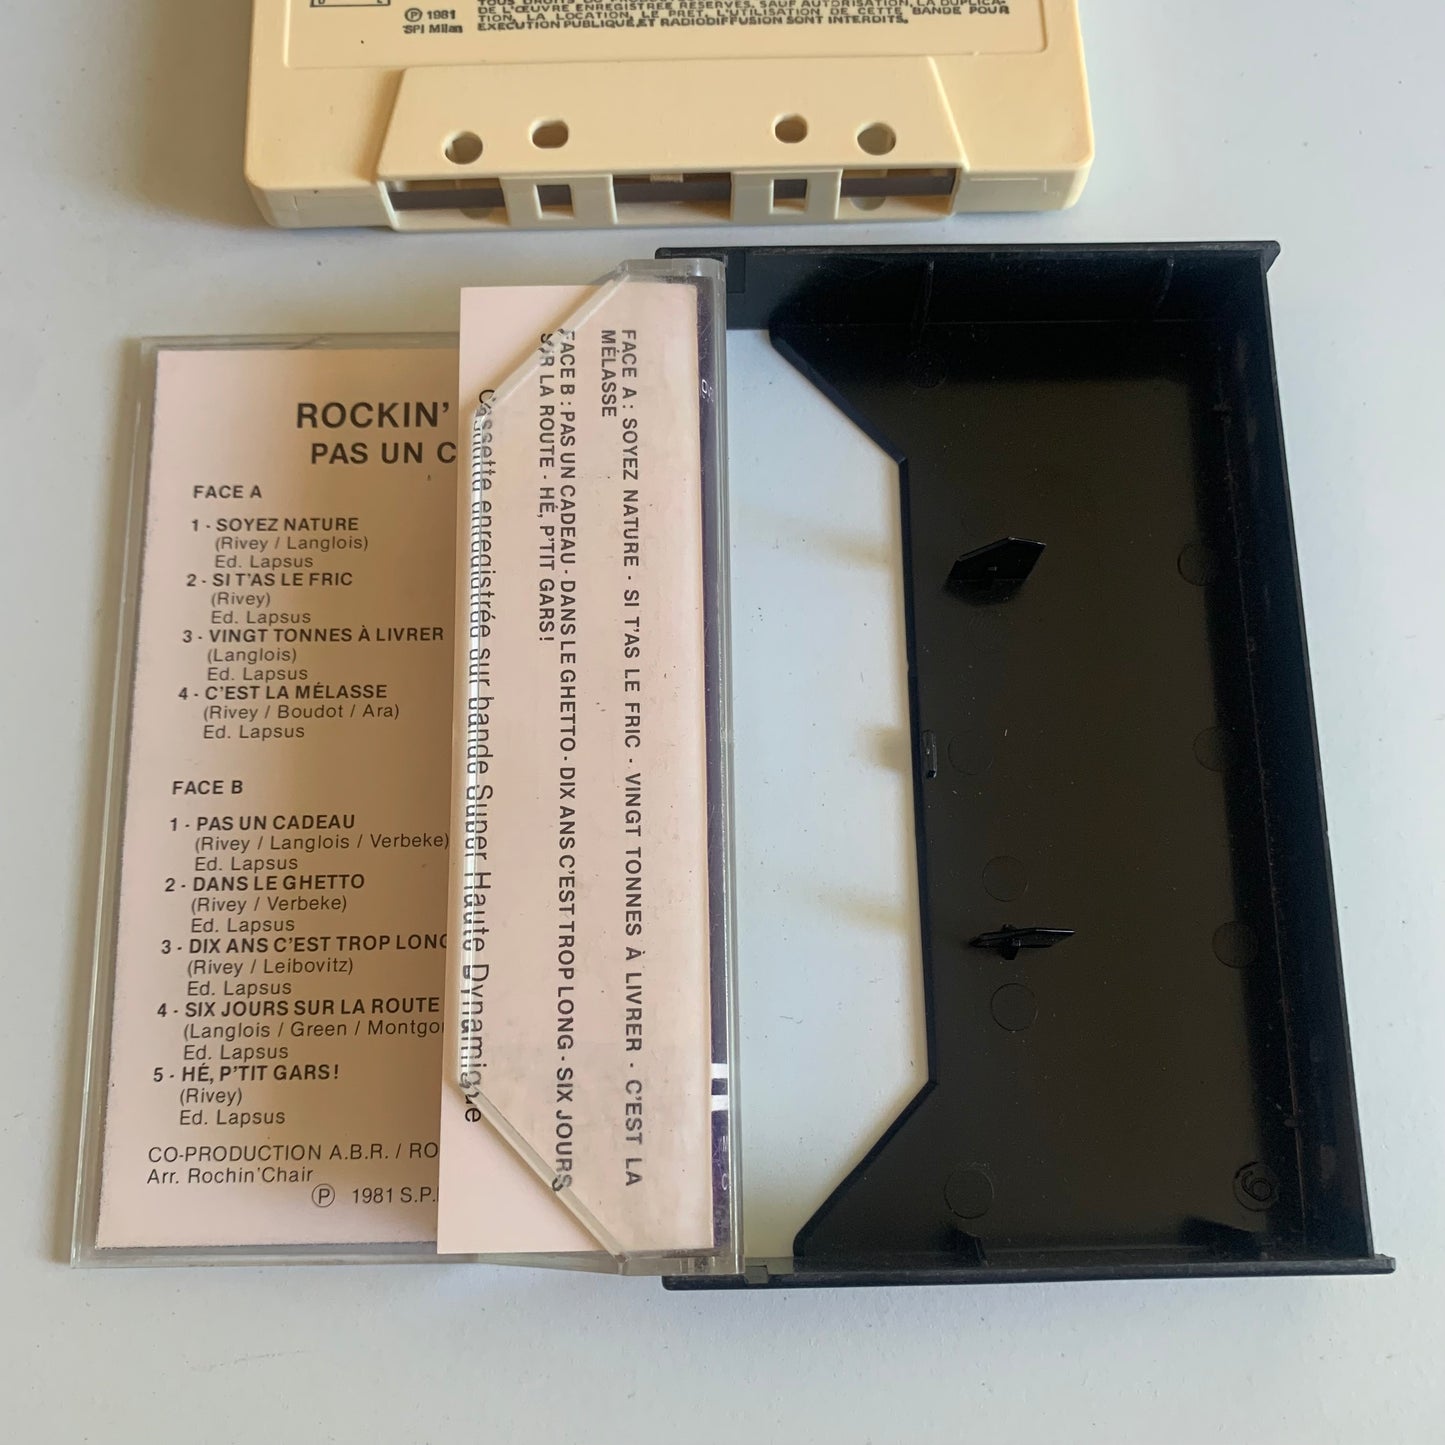 DE L'ŒUVRE ENREGISTRÉE RÉSERVÉS, SAUF AUTORISATION, LA DUPLICA-
TION, LA LOCATION, LE PRÊT, L'UTILISATION DE CETTE BANDE POUR
EXÉCUTION PUBLIQUE ET RADIODIFFUSION SONT INTERDITS.
Ⓟ 1981
SPI Milan
ROCKIN'
PAS UN C
FACE A
1 - SOYEZ NATURE
(Rivey / Langlois)
Ed. Lapsus
2 - SI T'AS LE FRIC
(Rivey)
Ed. Lapsus
3 - VINGT TONNES À LIVRER
(Langlois)
Ed. Lapsus
4 - C'EST LA MÉLASSE
(Rivey / Boudot / Ara)
Ed. Lapsus
FACE B
1 - PAS UN CADEAU
(Rivey / Langlois / Verbeke)
Ed. Lapsus
2 - DANS LE GHETTO
(Rivey / Verbeke)
Ed. Lapsus
3 - DIX ANS C'EST TROP LONG
(Rivey / Leibovitz)
Ed. Lapsus
4 - SIX JOURS SUR LA ROUTE
(Langlois / Green / Montgo
Ed. Lapsus
5 - HÉ, P'TIT GARS !
(Rivey)
Ed. Lapsus
CO-PRODUCTION A.B.R. / RO
Arr. Rochin'Chair
Ⓟ 1981 S.P.
FACE A : SOYEZ NATURE - SI T'AS LE FRIC - VINGT TONNES À LIVRER - C'EST LA
MÉLASSE
FACE B : PAS UN CADEAU - DANS LE GHETTO - DIX ANS C'EST TROP LONG - SIX JOURS
SUR LA ROUTE - HÉ, P'TIT GARS !
Cassette enregistrée sur bande Super Haute Dynamique